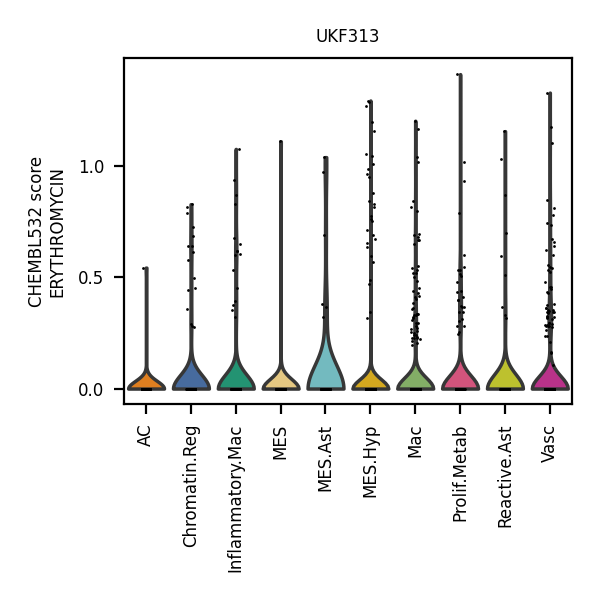 UKF313
CHEMBL532 score
ERYTHROMYCIN
1.0
0.5
0.0
AC
Chromatin.Reg
Inflammatory.Mac
MES
MES.Ast
MES.Hyp
Mac
Prolif.Metab
Reactive.Ast
Vasc